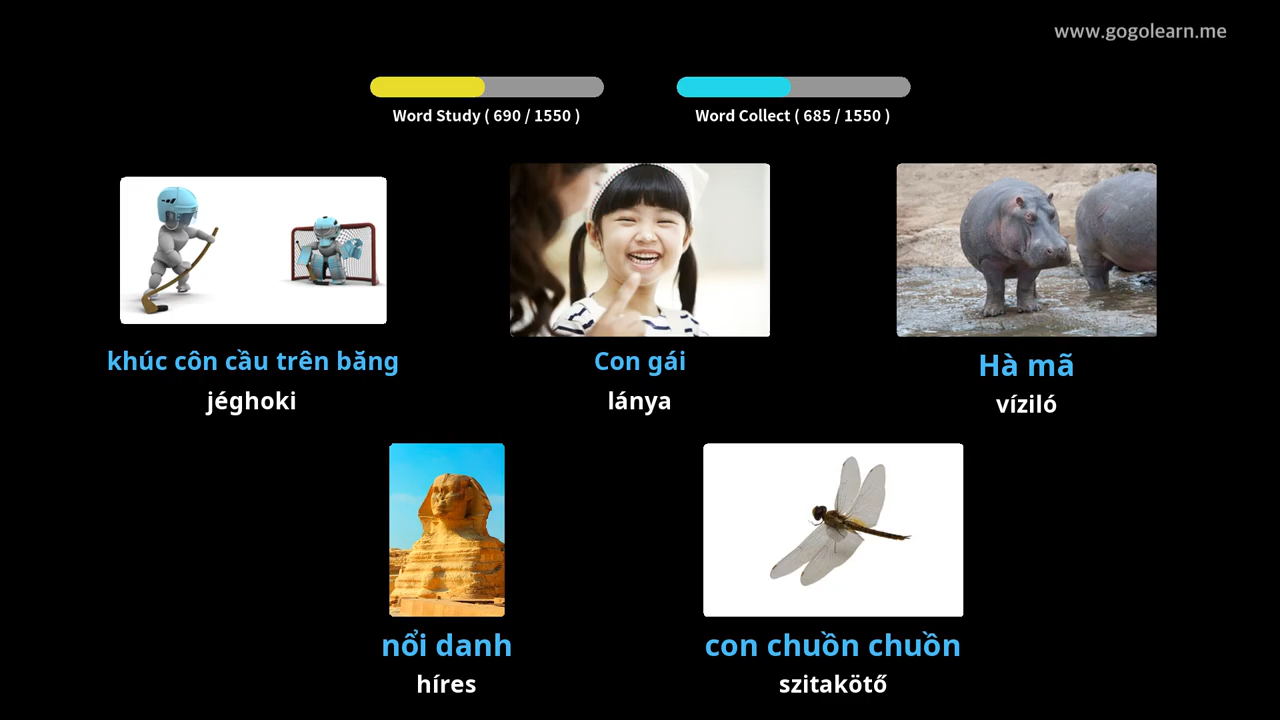 www.gogolearn.me
Word Study ( 690 / 1550 )
Word Collect ( 685 / 1550 )
khúc côn cầu trên băng
jéghoki
Con gái
lánya
Hà mã
víziló
nổi danh
híres
con chuồn chuồn
szitakötő